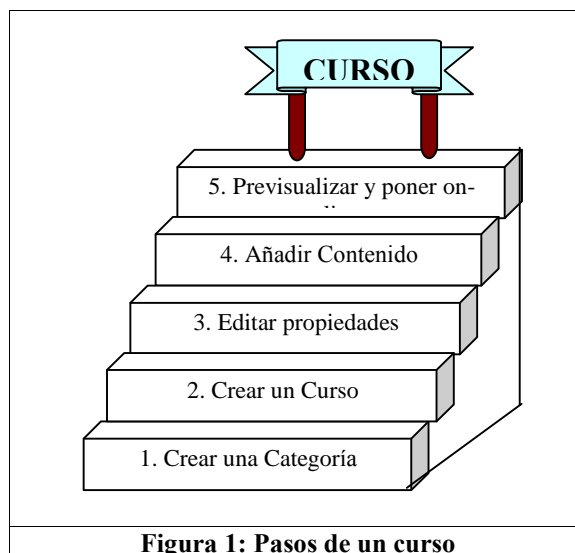 CURSO
5. Previsualizar y poner on-
4. Añadir Contenido
3. Editar propiedades
2. Crear un Curso
1. Crear una Categoría
Figura 1: Pasos de un curso